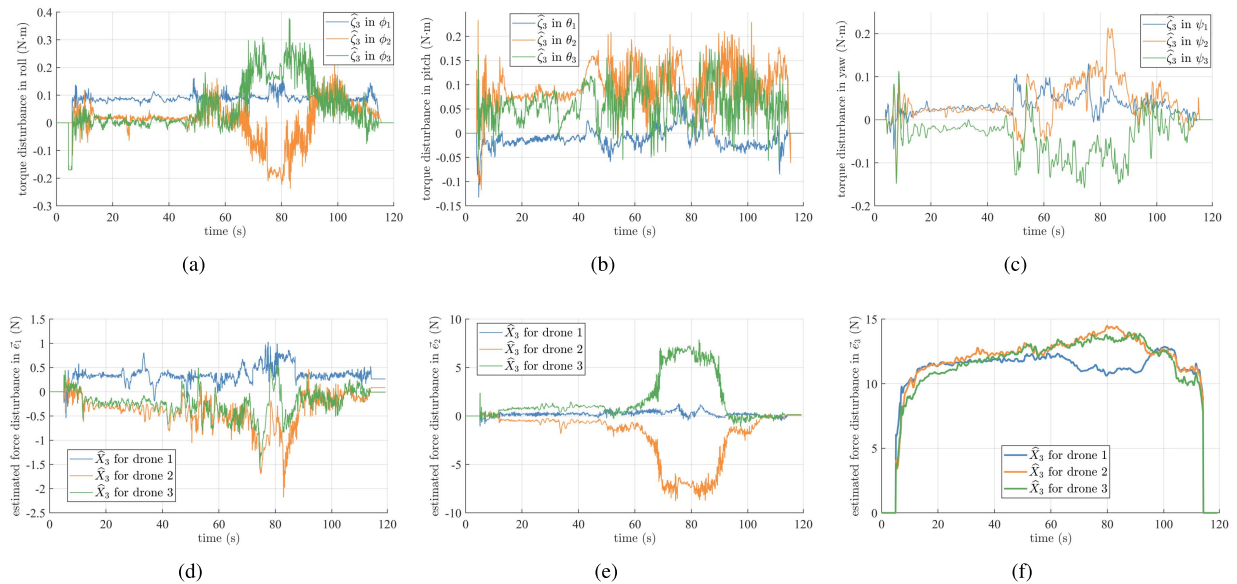 torque disturbance in roll (N·m)
0.4
0.3
0.2
0.1
0
-0.1
-0.2
-0.3
0 20 40 60 80 100 120
time (s)
ζ̂₃ in ϕ₁
ζ̂₃ in ϕ₂
ζ̂₃ in ϕ₃
(a)
torque disturbance in pitch (N·m)
0.2
0.15
0.1
0.05
0
-0.05
-0.1
-0.15
0 20 40 60 80 100 120
time (s)
ζ̂₃ in θ₁
ζ̂₃ in θ₂
ζ̂₃ in θ₃
(b)
torque disturbance in yaw (N·m)
0.2
0.1
0
-0.1
-0.2
0 20 40 60 80 100 120
time (s)
ζ̂₃ in ψ₁
ζ̂₃ in ψ₂
ζ̂₃ in ψ₃
(c)
estimated force disturbance in e⃗₁ (N)
1.5
1
0.5
0
-0.5
-1
-1.5
-2
-2.5
0 20 40 60 80 100 120
time (s)
X̂₃ for drone 1
X̂₃ for drone 2
X̂₃ for drone 3
(d)
estimated force disturbance in e⃗₂ (N)
10
5
0
-5
-10
0 20 40 60 80 100 120
time (s)
X̂₃ for drone 1
X̂₃ for drone 2
X̂₃ for drone 3
(e)
estimated force disturbance in e⃗₃ (N)
15
10
5
0
0 20 40 60 80 100 120
time (s)
X̂₃ for drone 1
X̂₃ for drone 2
X̂₃ for drone 3
(f)